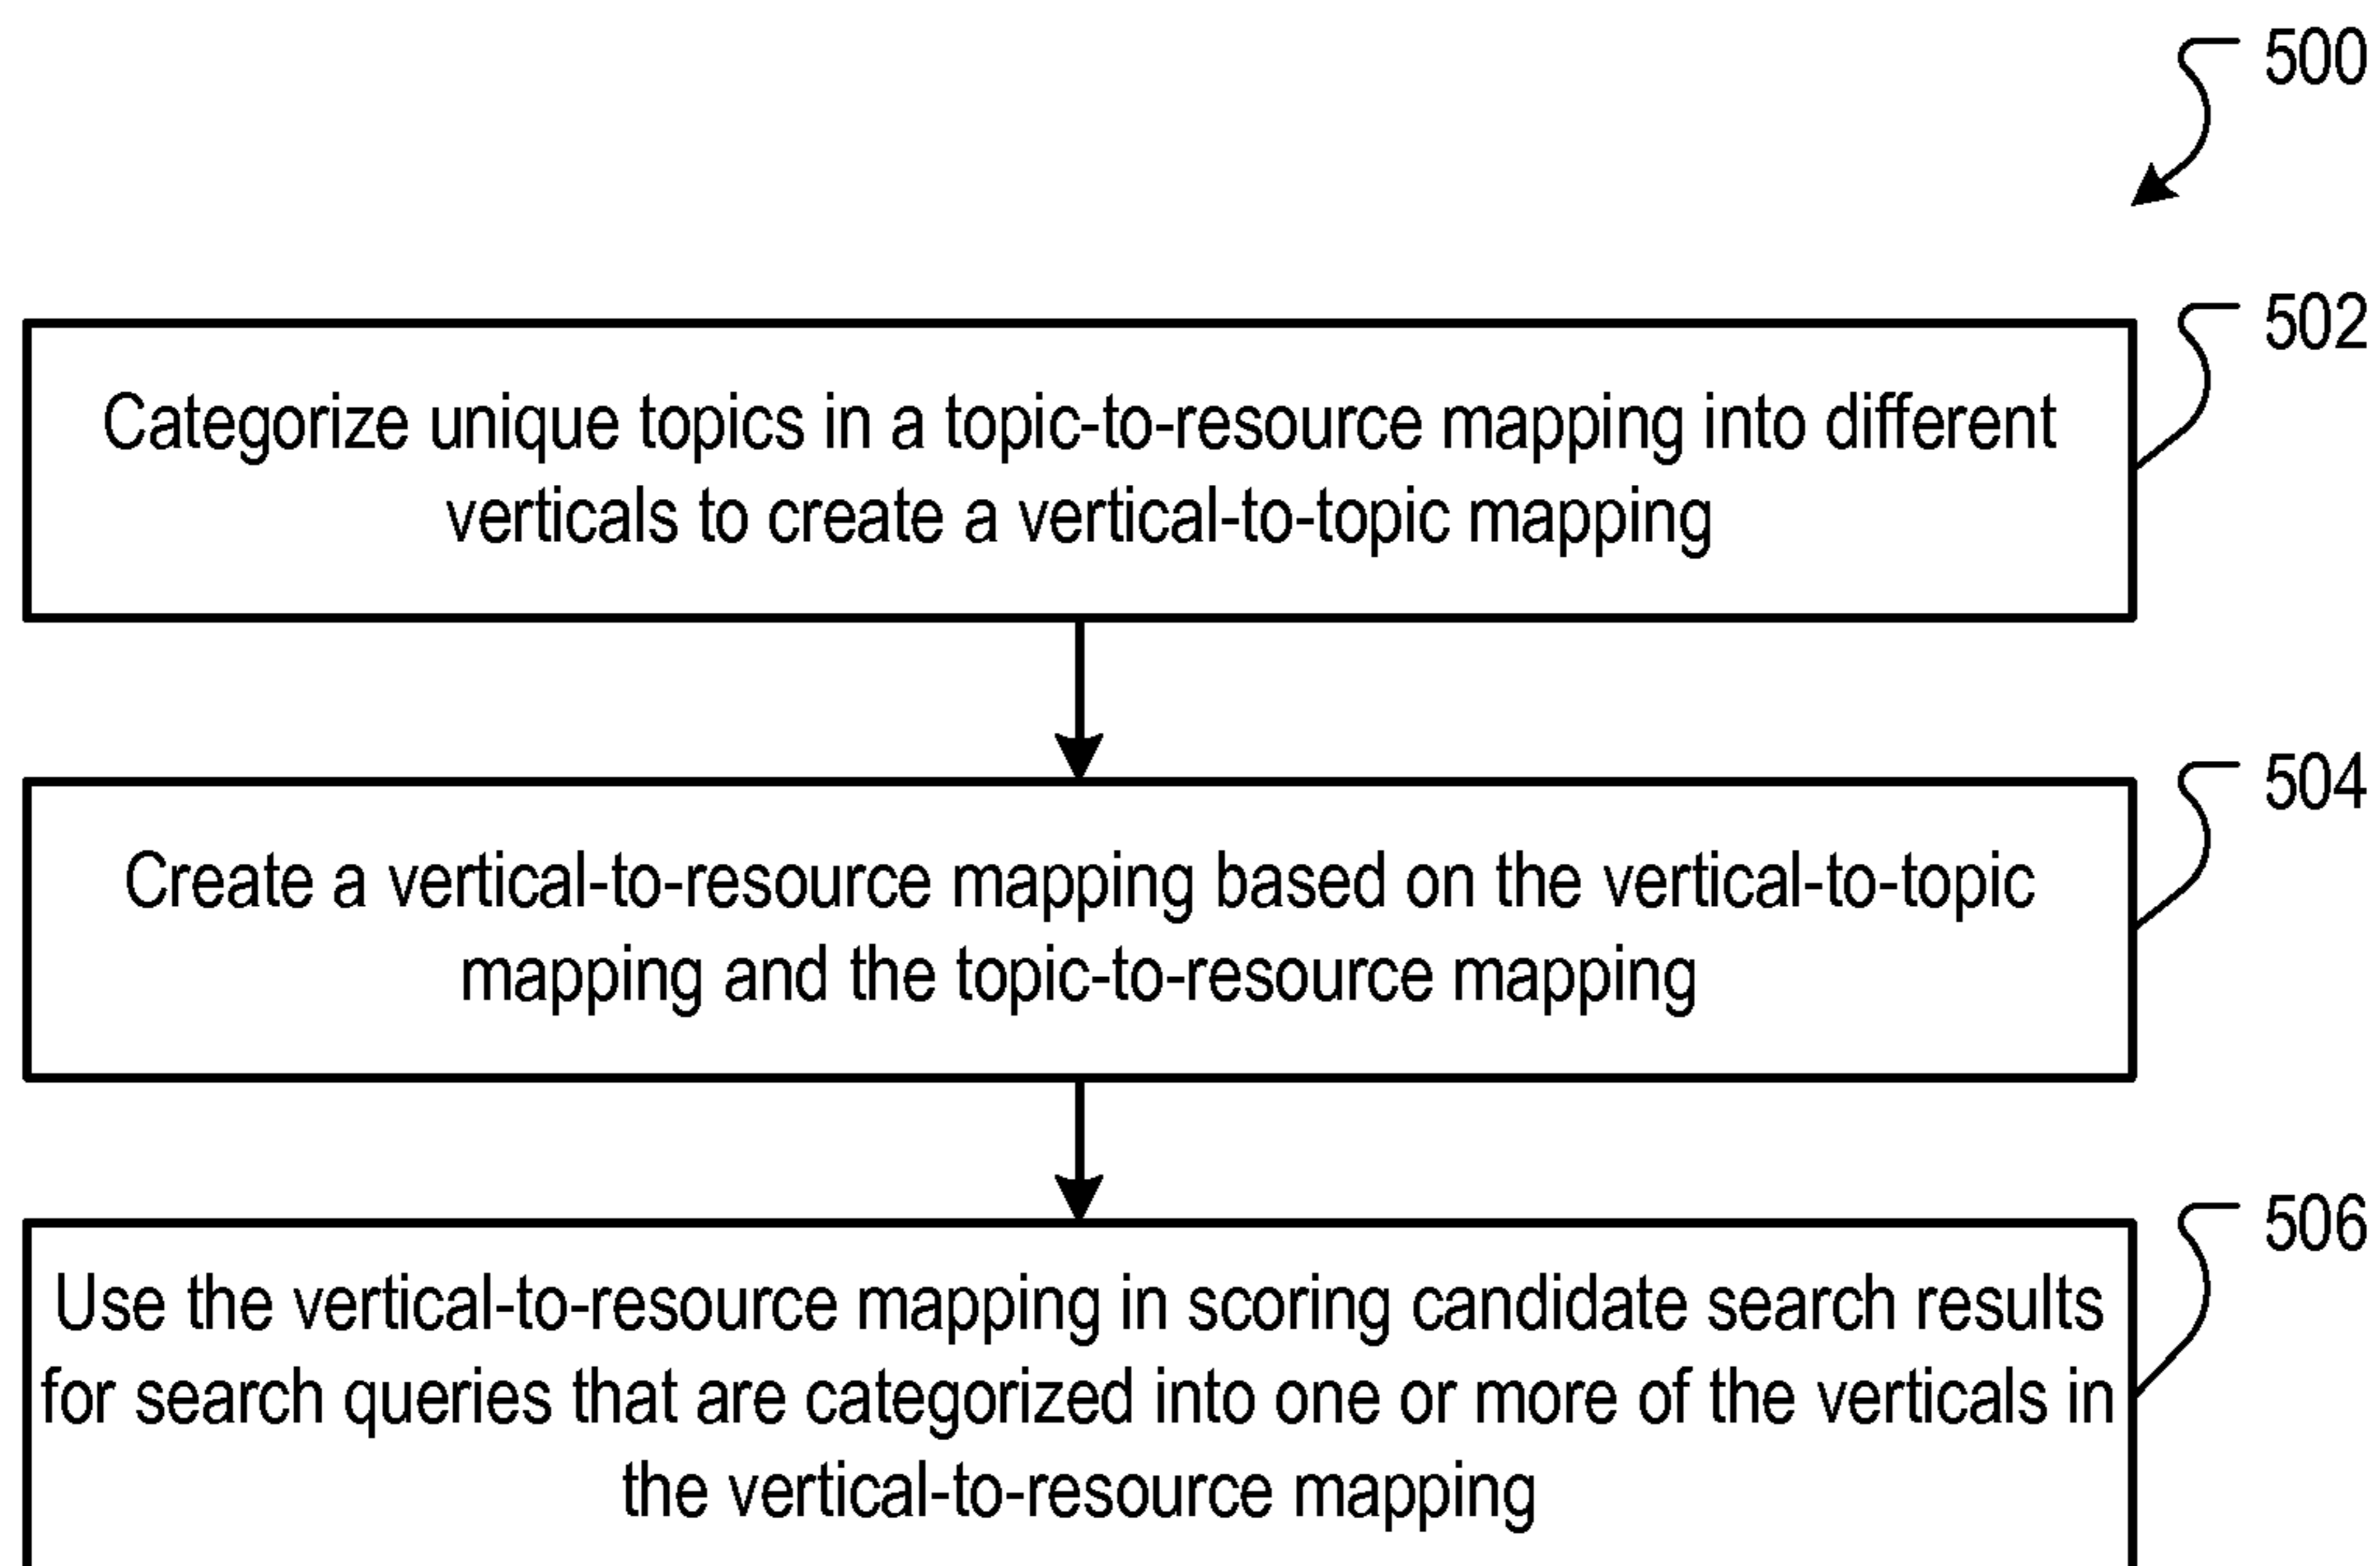 500
502
Categorize unique topics in a topic-to-resource mapping into different
verticals to create a vertical-to-topic mapping
504
Create a vertical-to-resource mapping based on the vertical-to-topic
mapping and the topic-to-resource mapping
506
Use the vertical-to-resource mapping in scoring candidate search results
for search queries that are categorized into one or more of the verticals in
the vertical-to-resource mapping